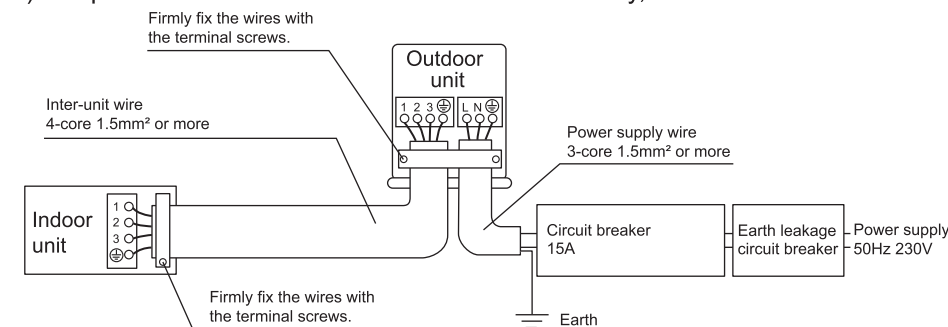 Firmly fix the wires with
the terminal screws.
Outdoor
unit
1 2 3
L N
Inter-unit wire
4-core 1.5mm² or more
Power supply wire
3-core 1.5mm² or more
Indoor
unit
1
2
3
Circuit breaker
15A
Earth leakage
circuit breaker
Power supply
50Hz 230V
Firmly fix the wires with
the terminal screws.
Earth